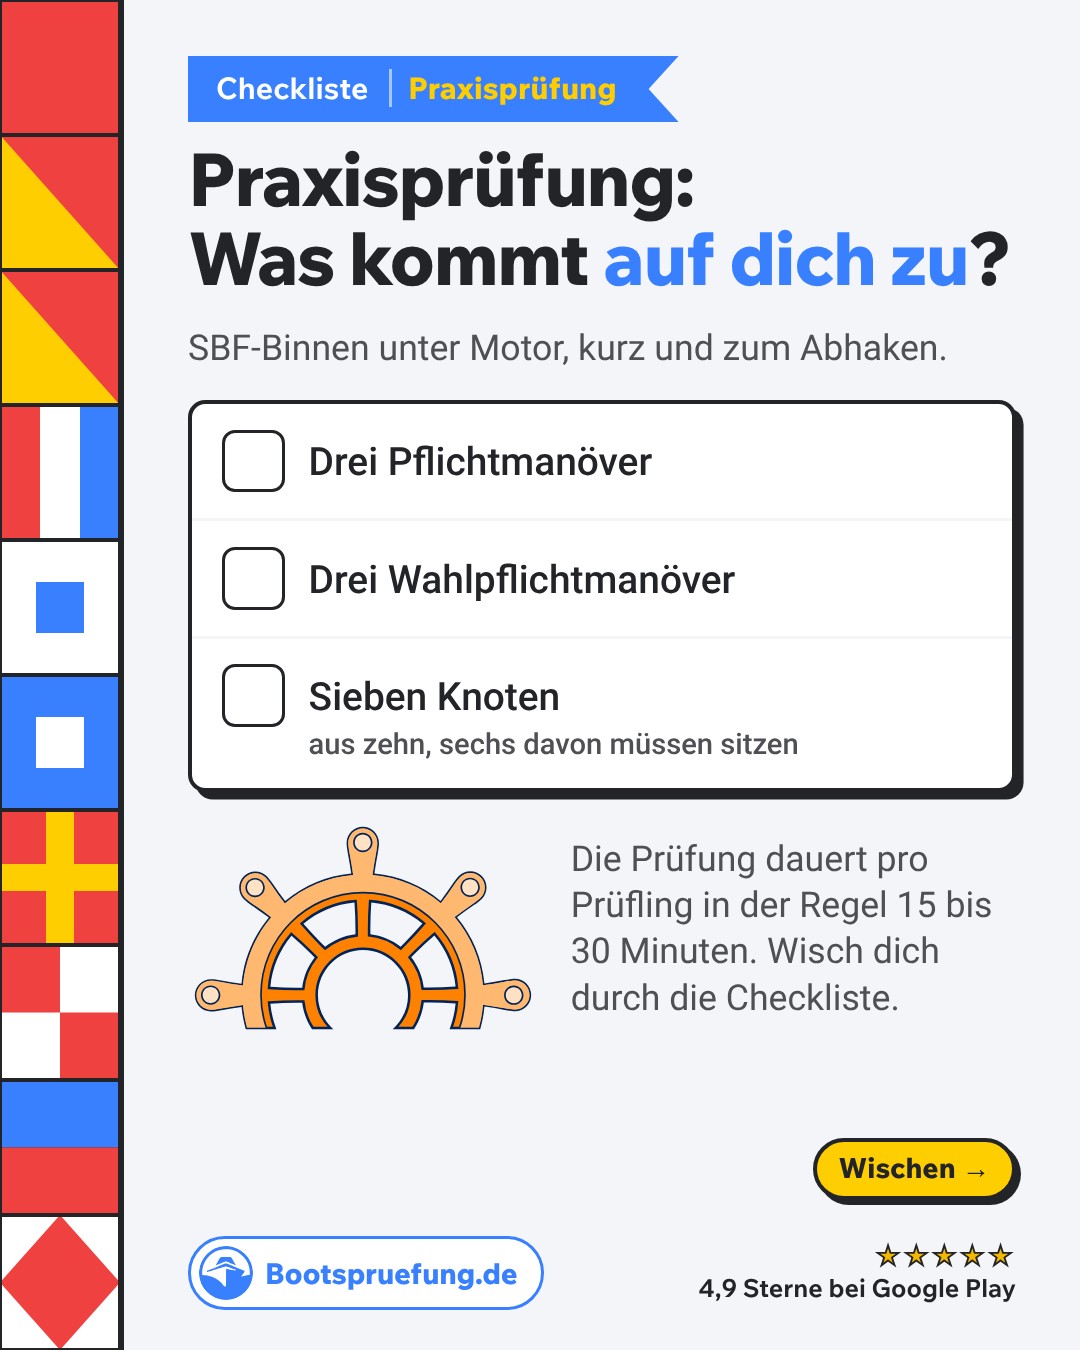 Checkliste | Praxisprüfung
Praxisprüfung:
Was kommt auf dich zu?
SBF-Binnen unter Motor, kurz und zum Abhaken.
Drei Pflichtmanöver
Drei Wahlpflichtmanöver
Sieben Knoten
aus zehn, sechs davon müssen sitzen
Die Prüfung dauert pro
Prüfling in der Regel 15 bis
30 Minuten. Wisch dich
durch die Checkliste.
Wischen →
Bootspruefung.de
★★★★★
4,9 Sterne bei Google Play